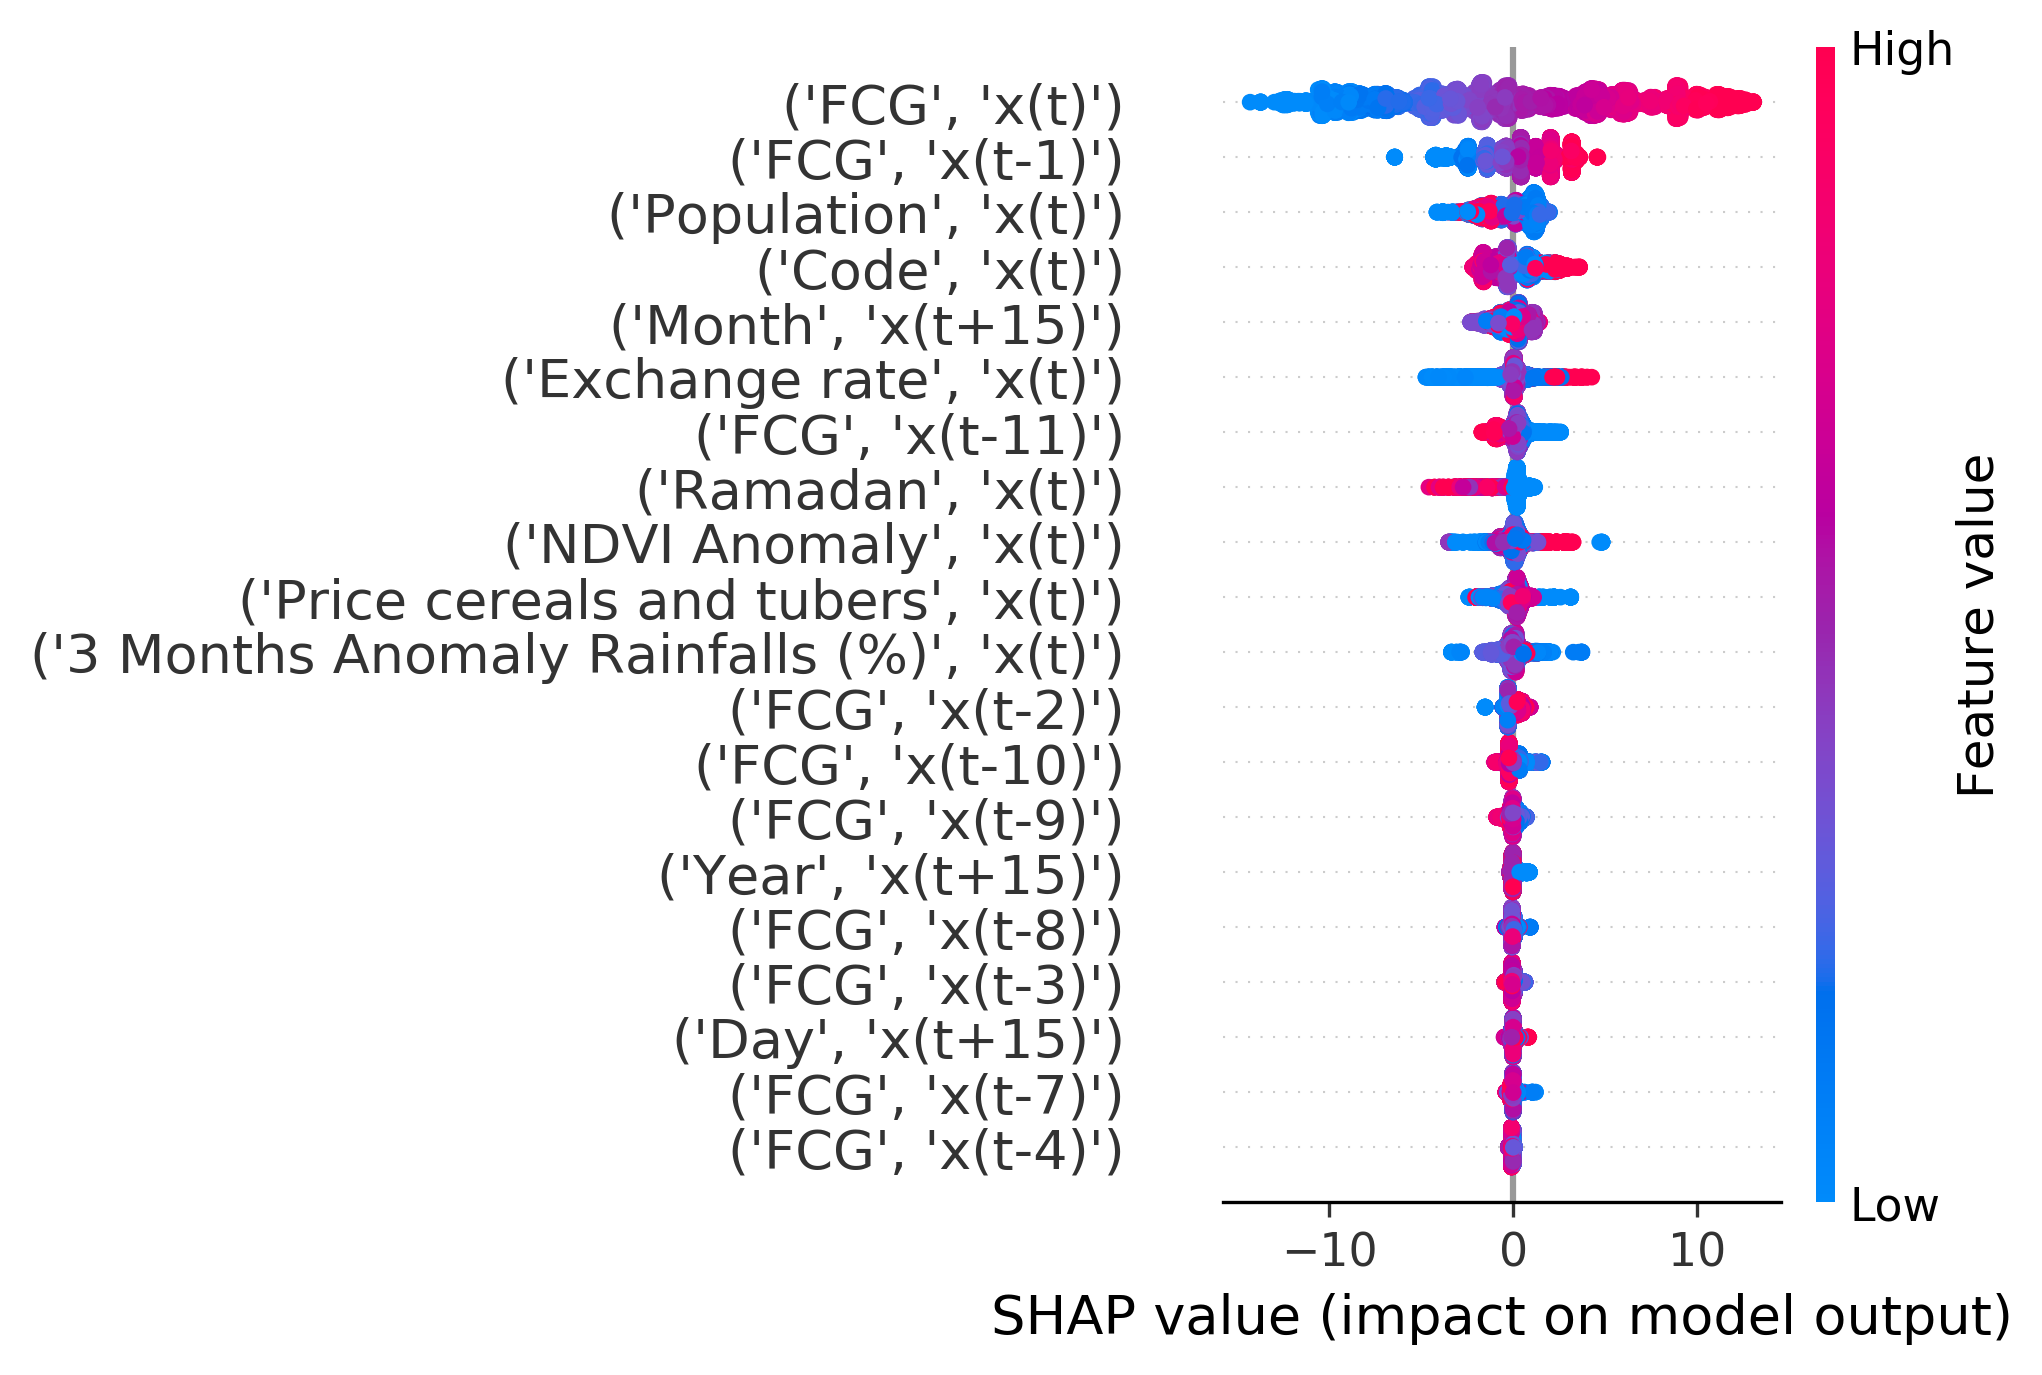 High
('FCG', 'x(t)')
('FCG', 'x(t-1)')
('Population', 'x(t)')
('Code', 'x(t)')
('Month', 'x(t+15)')
('Exchange rate', 'x(t)')
('FCG', 'x(t-11)')
('Ramadan', 'x(t)')
('NDVI Anomaly', 'x(t)')
('Price cereals and tubers', 'x(t)')
('3 Months Anomaly Rainfalls (%)', 'x(t)')
('FCG', 'x(t-2)')
('FCG', 'x(t-10)')
('FCG', 'x(t-9)')
('Year', 'x(t+15)')
('FCG', 'x(t-8)')
('FCG', 'x(t-3)')
('Day', 'x(t+15)')
('FCG', 'x(t-7)')
('FCG', 'x(t-4)')
Feature value
Low
−10 0 10
SHAP value (impact on model output)